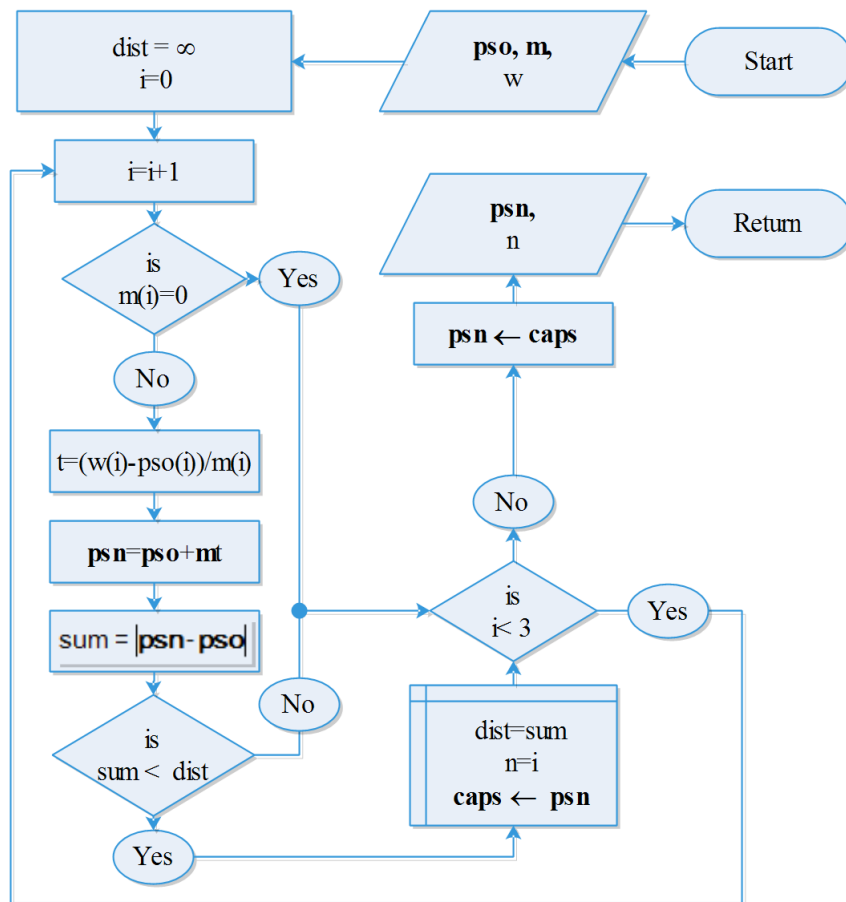 Start
pso, m,
w
dist = ∞
i=0
i=i+1
is
m(i)=0
Yes
No
t=(w(i)-pso(i))/m(i)
psn=pso+mt
sum = |psn-pso|
is
sum < dist
No
Yes
dist=sum
n=i
caps ← psn
is
i< 3
Yes
No
psn ← caps
psn,
n
Return